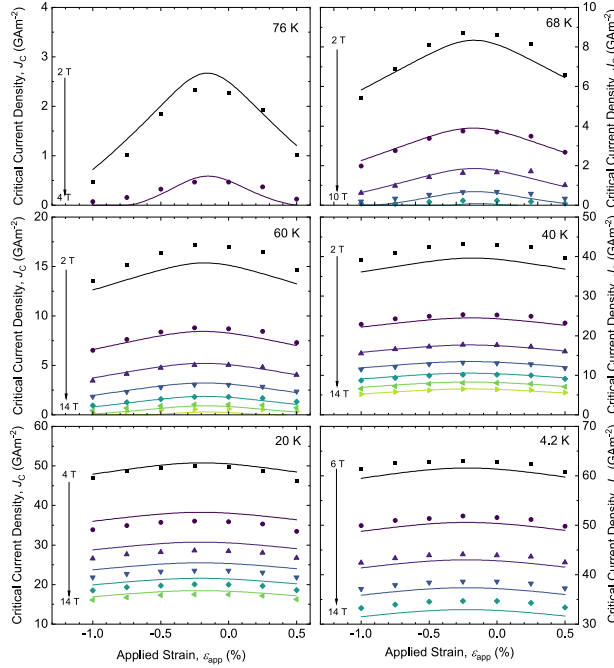 Critical Current Density, J_C (GAm⁻²)
4
3
2
1
0
76 K
2 T
4 T
10
8
6
4
2
0
68 K
2 T
10 T
Critical Current Density, J_C (GAm⁻²)
Critical Current Density, J_C (GAm⁻²)
20
15
10
5
0
60 K
2 T
14 T
50
40
30
20
10
0
40 K
2 T
14 T
Critical Current Density, J_C (GAm⁻²)
Critical Current Density, J_C (GAm⁻²)
60
50
40
30
20
10
0
20 K
4 T
14 T
-1.0
-0.5
0.0
0.5
Applied Strain, ε_app (%)
70
60
50
40
30
4.2 K
6 T
14 T
-1.0
-0.5
0.0
0.5
Applied Strain, ε_app (%)
Critical Current Density, J_C (GAm⁻²)